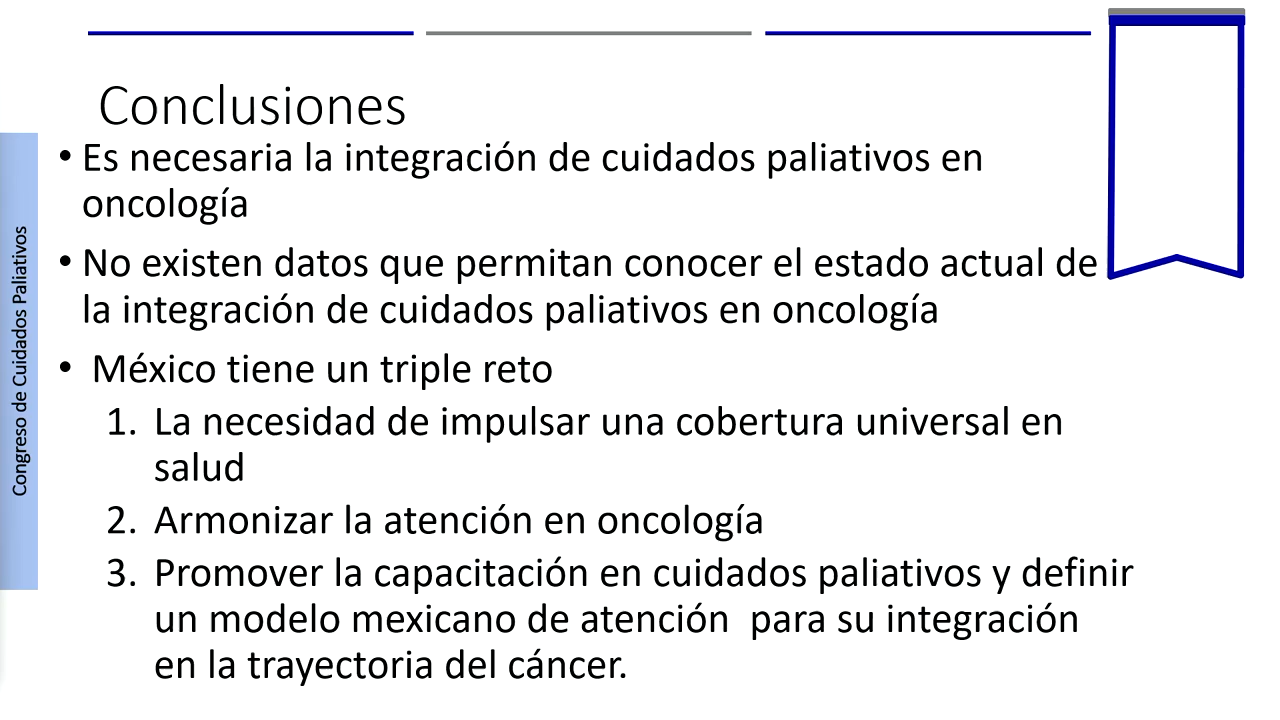 Conclusiones
• Es necesaria la integración de cuidados paliativos en
oncología
• No existen datos que permitan conocer el estado actual de
la integración de cuidados paliativos en oncología
• México tiene un triple reto
1. La necesidad de impulsar una cobertura universal en
salud
2. Armonizar la atención en oncología
3. Promover la capacitación en cuidados paliativos y definir
un modelo mexicano de atención  para su integración
en la trayectoria del cáncer.
Congreso de Cuidados Paliativos